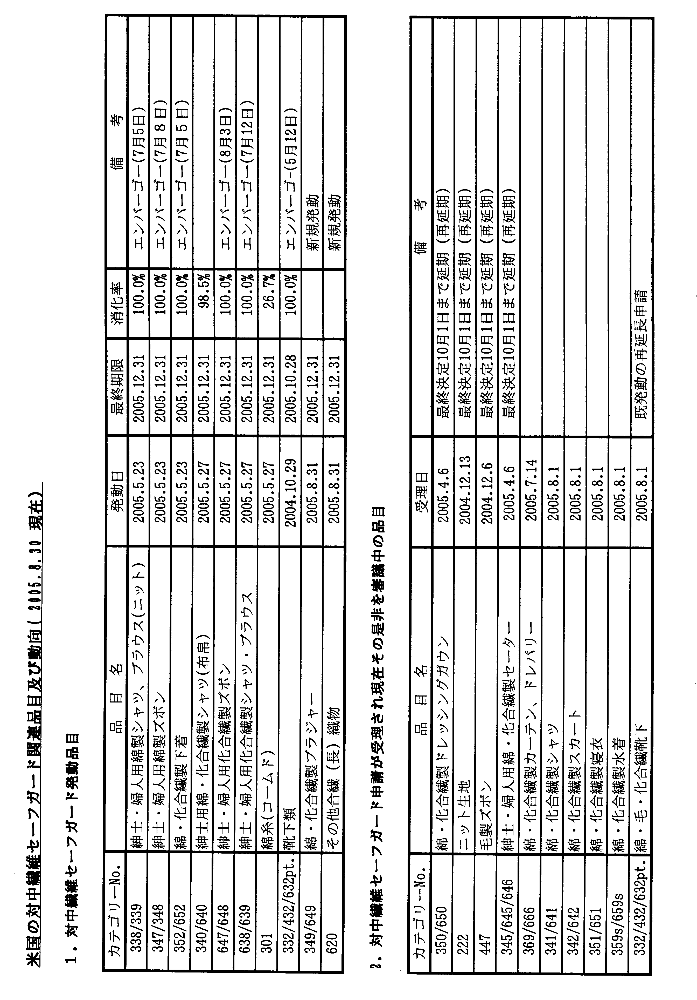 米国の対中繊維セーフガード関連品目及び動向(2005.8.30 現在)
1．対中繊維セーフガード発動品目
カテゴリーNo. 品 目 名 発動日 最終期限 消化率 備 考
338/339 紳士・婦人用綿製シャツ、ブラウス(ニット) 2005.5.23 2005.12.31 100.0% エンバーゴー(7月5日)
347/348 紳士・婦人用綿製ズボン 2005.5.23 2005.12.31 100.0% エンバーゴー(7月8日)
352/652 綿・化合繊製下着 2005.5.23 2005.12.31 100.0% エンバーゴー(7月5日)
340/640 紳士用綿・化合繊製シャツ(布帛) 2005.5.27 2005.12.31 98.5%
647/648 紳士・婦人用化合繊製ズボン 2005.5.27 2005.12.31 100.0% エンバーゴー(8月3日)
638/639 紳士・婦人用化合繊製シャツ・ブラウス 2005.5.27 2005.12.31 100.0% エンバーゴー(7月12日)
301 綿糸(コームド) 2005.5.27 2005.12.31 26.7%
332/432/632pt. 靴下類 2004.10.29 2005.10.28 100.0% エンバーゴｰ(5月12日)
349/649 綿・化合繊製ブラジャー 2005.8.31 2005.12.31 新規発動
620 その他合繊（長）織物 2005.8.31 2005.12.31 新規発動
2．対中繊維セーフガード申請が受理され現在その是非を審議中の品目
カテゴリーNo. 品 目 名 受理日 備 考
350/650 綿・化合繊製ドレッシングガウン 2005.4.6 最終決定10月1日まで延期（再延期）
222 ニット生地 2004.12.13 最終決定10月1日まで延期（再延期）
447 毛製ズボン 2004.12.6 最終決定10月1日まで延期（再延期）
345/645/646 紳士・婦人用綿・化合繊製セーター 2005.4.6 最終決定10月1日まで延期（再延期）
369/666 綿・化合繊製カーテン、ドレパリー 2005.7.14
341/641 綿・化合繊製シャツ 2005.8.1
342/642 綿・化合繊製スカート 2005.8.1
351/651 綿・化合繊製寝衣 2005.8.1
359s/659s 綿・化合繊製水着 2005.8.1
332/432/632pt. 綿・毛・化合繊靴下 2005.8.1 既発動の再延長申請